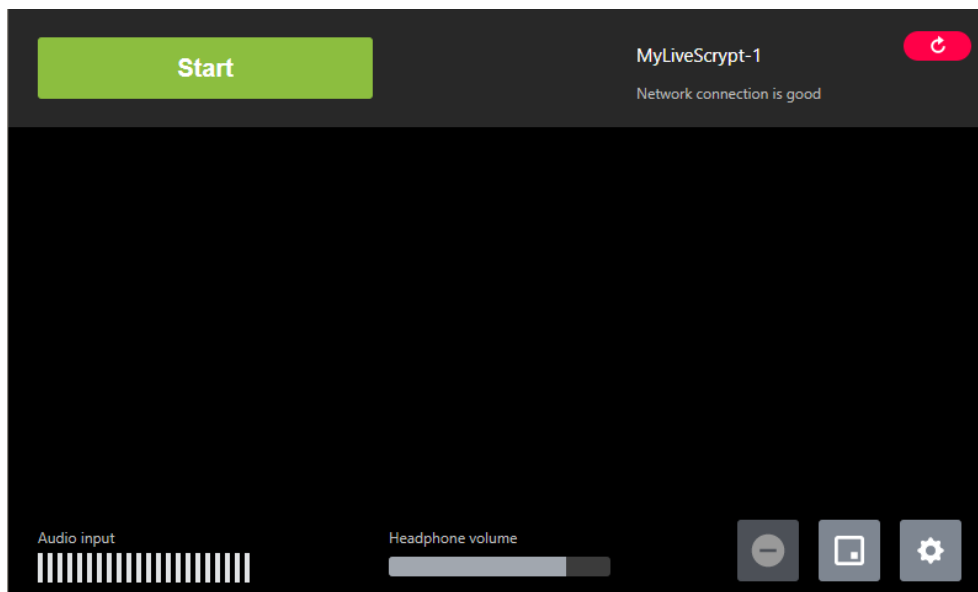 Start
MyLiveScrypt-1
Network connection is good
Audio input
Headphone volume